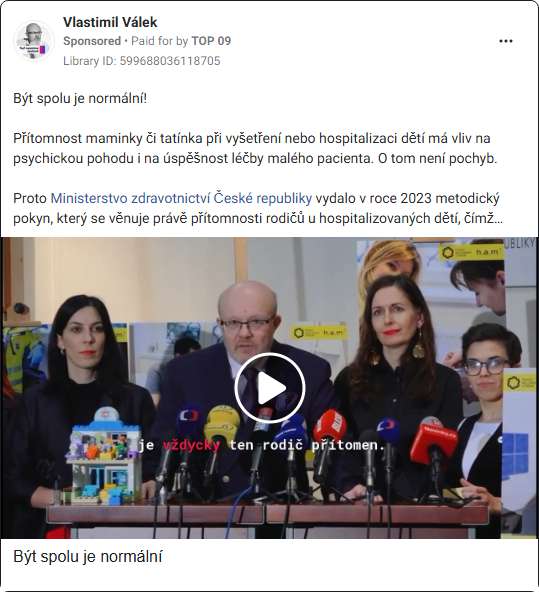 Vlastimil Válek
Sponsored • Paid for by TOP 09
Library ID: 599688036118705
Být spolu je normální!
Přítomnost maminky či tatínka při vyšetření nebo hospitalizaci dětí má vliv na
psychickou pohodu i na úspěšnost léčby malého pacienta. O tom není pochyb.
Proto Ministerstvo zdravotnictví České republiky vydalo v roce 2023 metodický
pokyn, který se věnuje právě přítomnosti rodičů u hospitalizovaných dětí, čímž…
h.a.m
h.a.m
je vždycky ten rodič přítomen.
Být spolu je normální